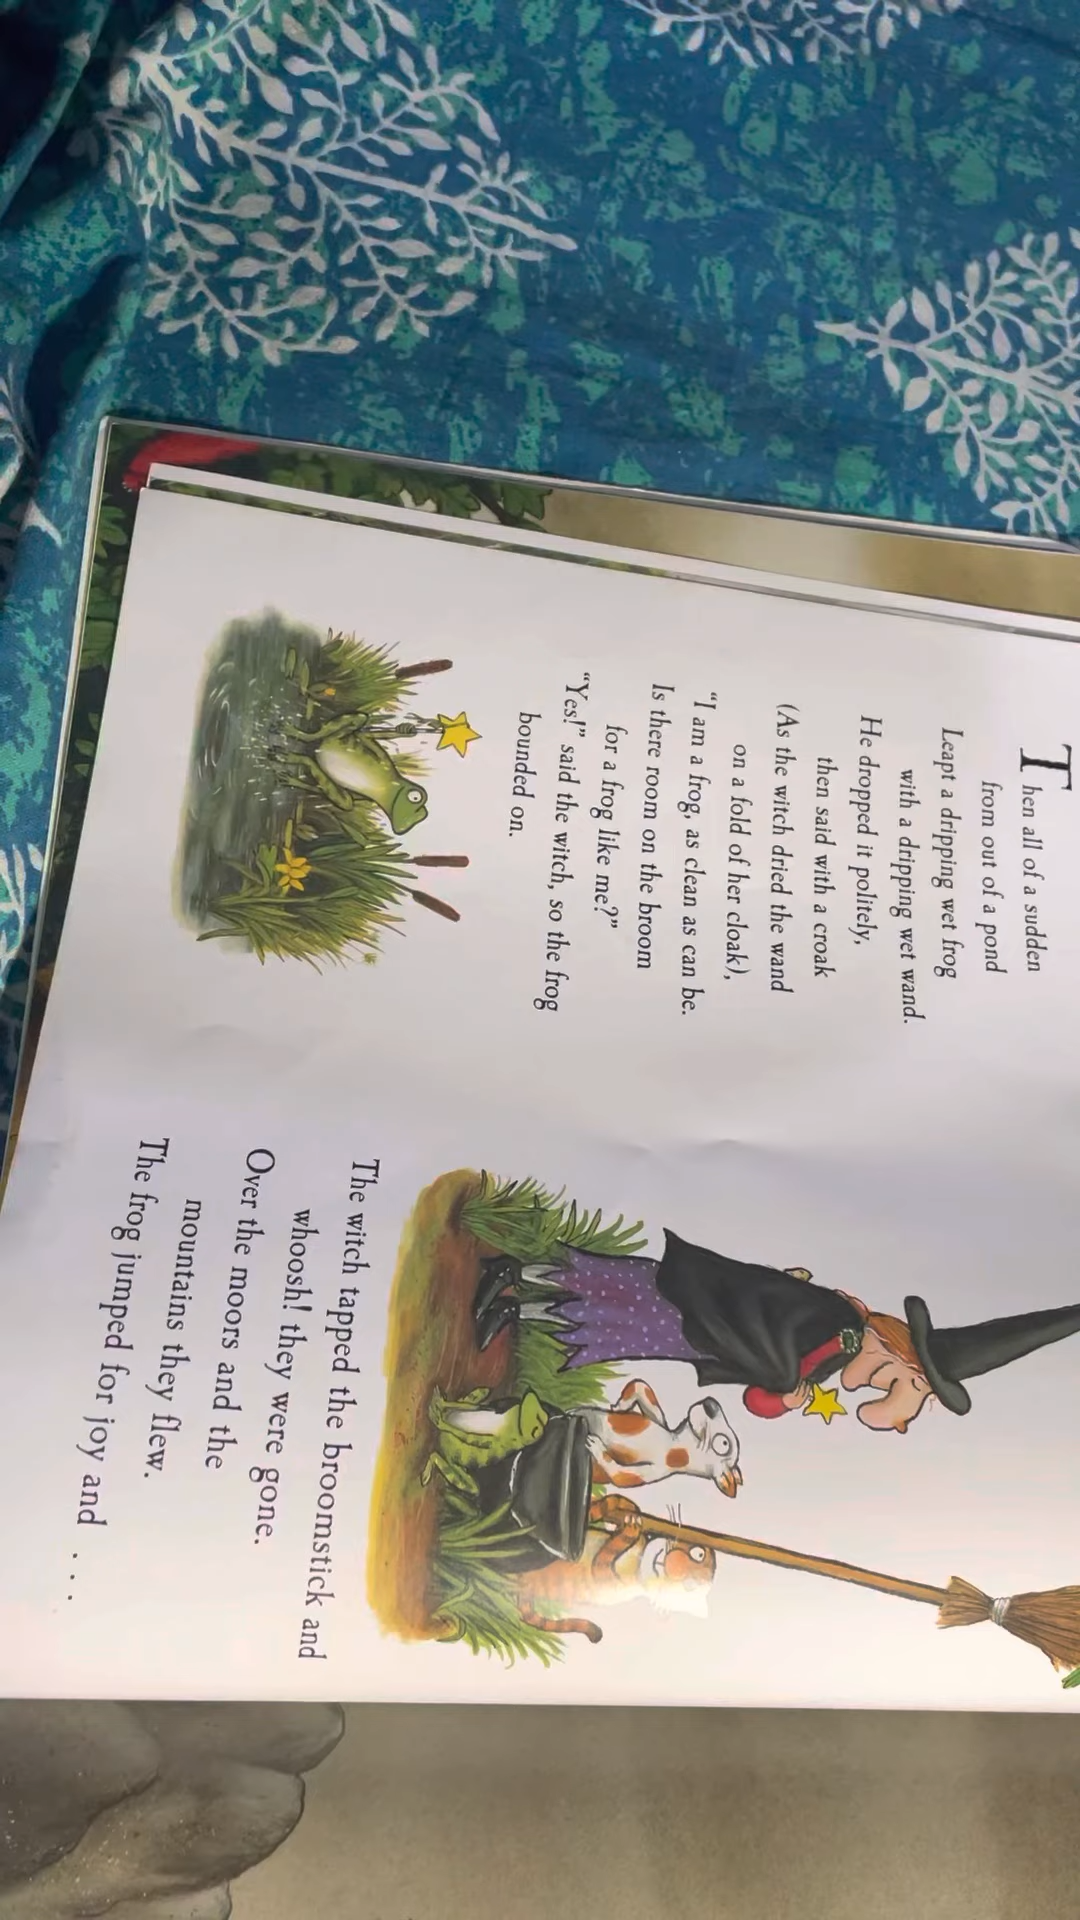 Then all of a sudden
from out of a pond
Leapt a dripping wet frog
with a dripping wet wand.
He dropped it politely,
then said with a croak
(As the witch dried the wand
on a fold of her cloak),
"I am a frog, as clean as can be.
Is there room on the broom
for a frog like me?"
"Yes!" said the witch, so the frog
bounded on.
The witch tapped the broomstick and
whoosh! they were gone.
Over the moors and the
mountains they flew.
The frog jumped for joy and . . .